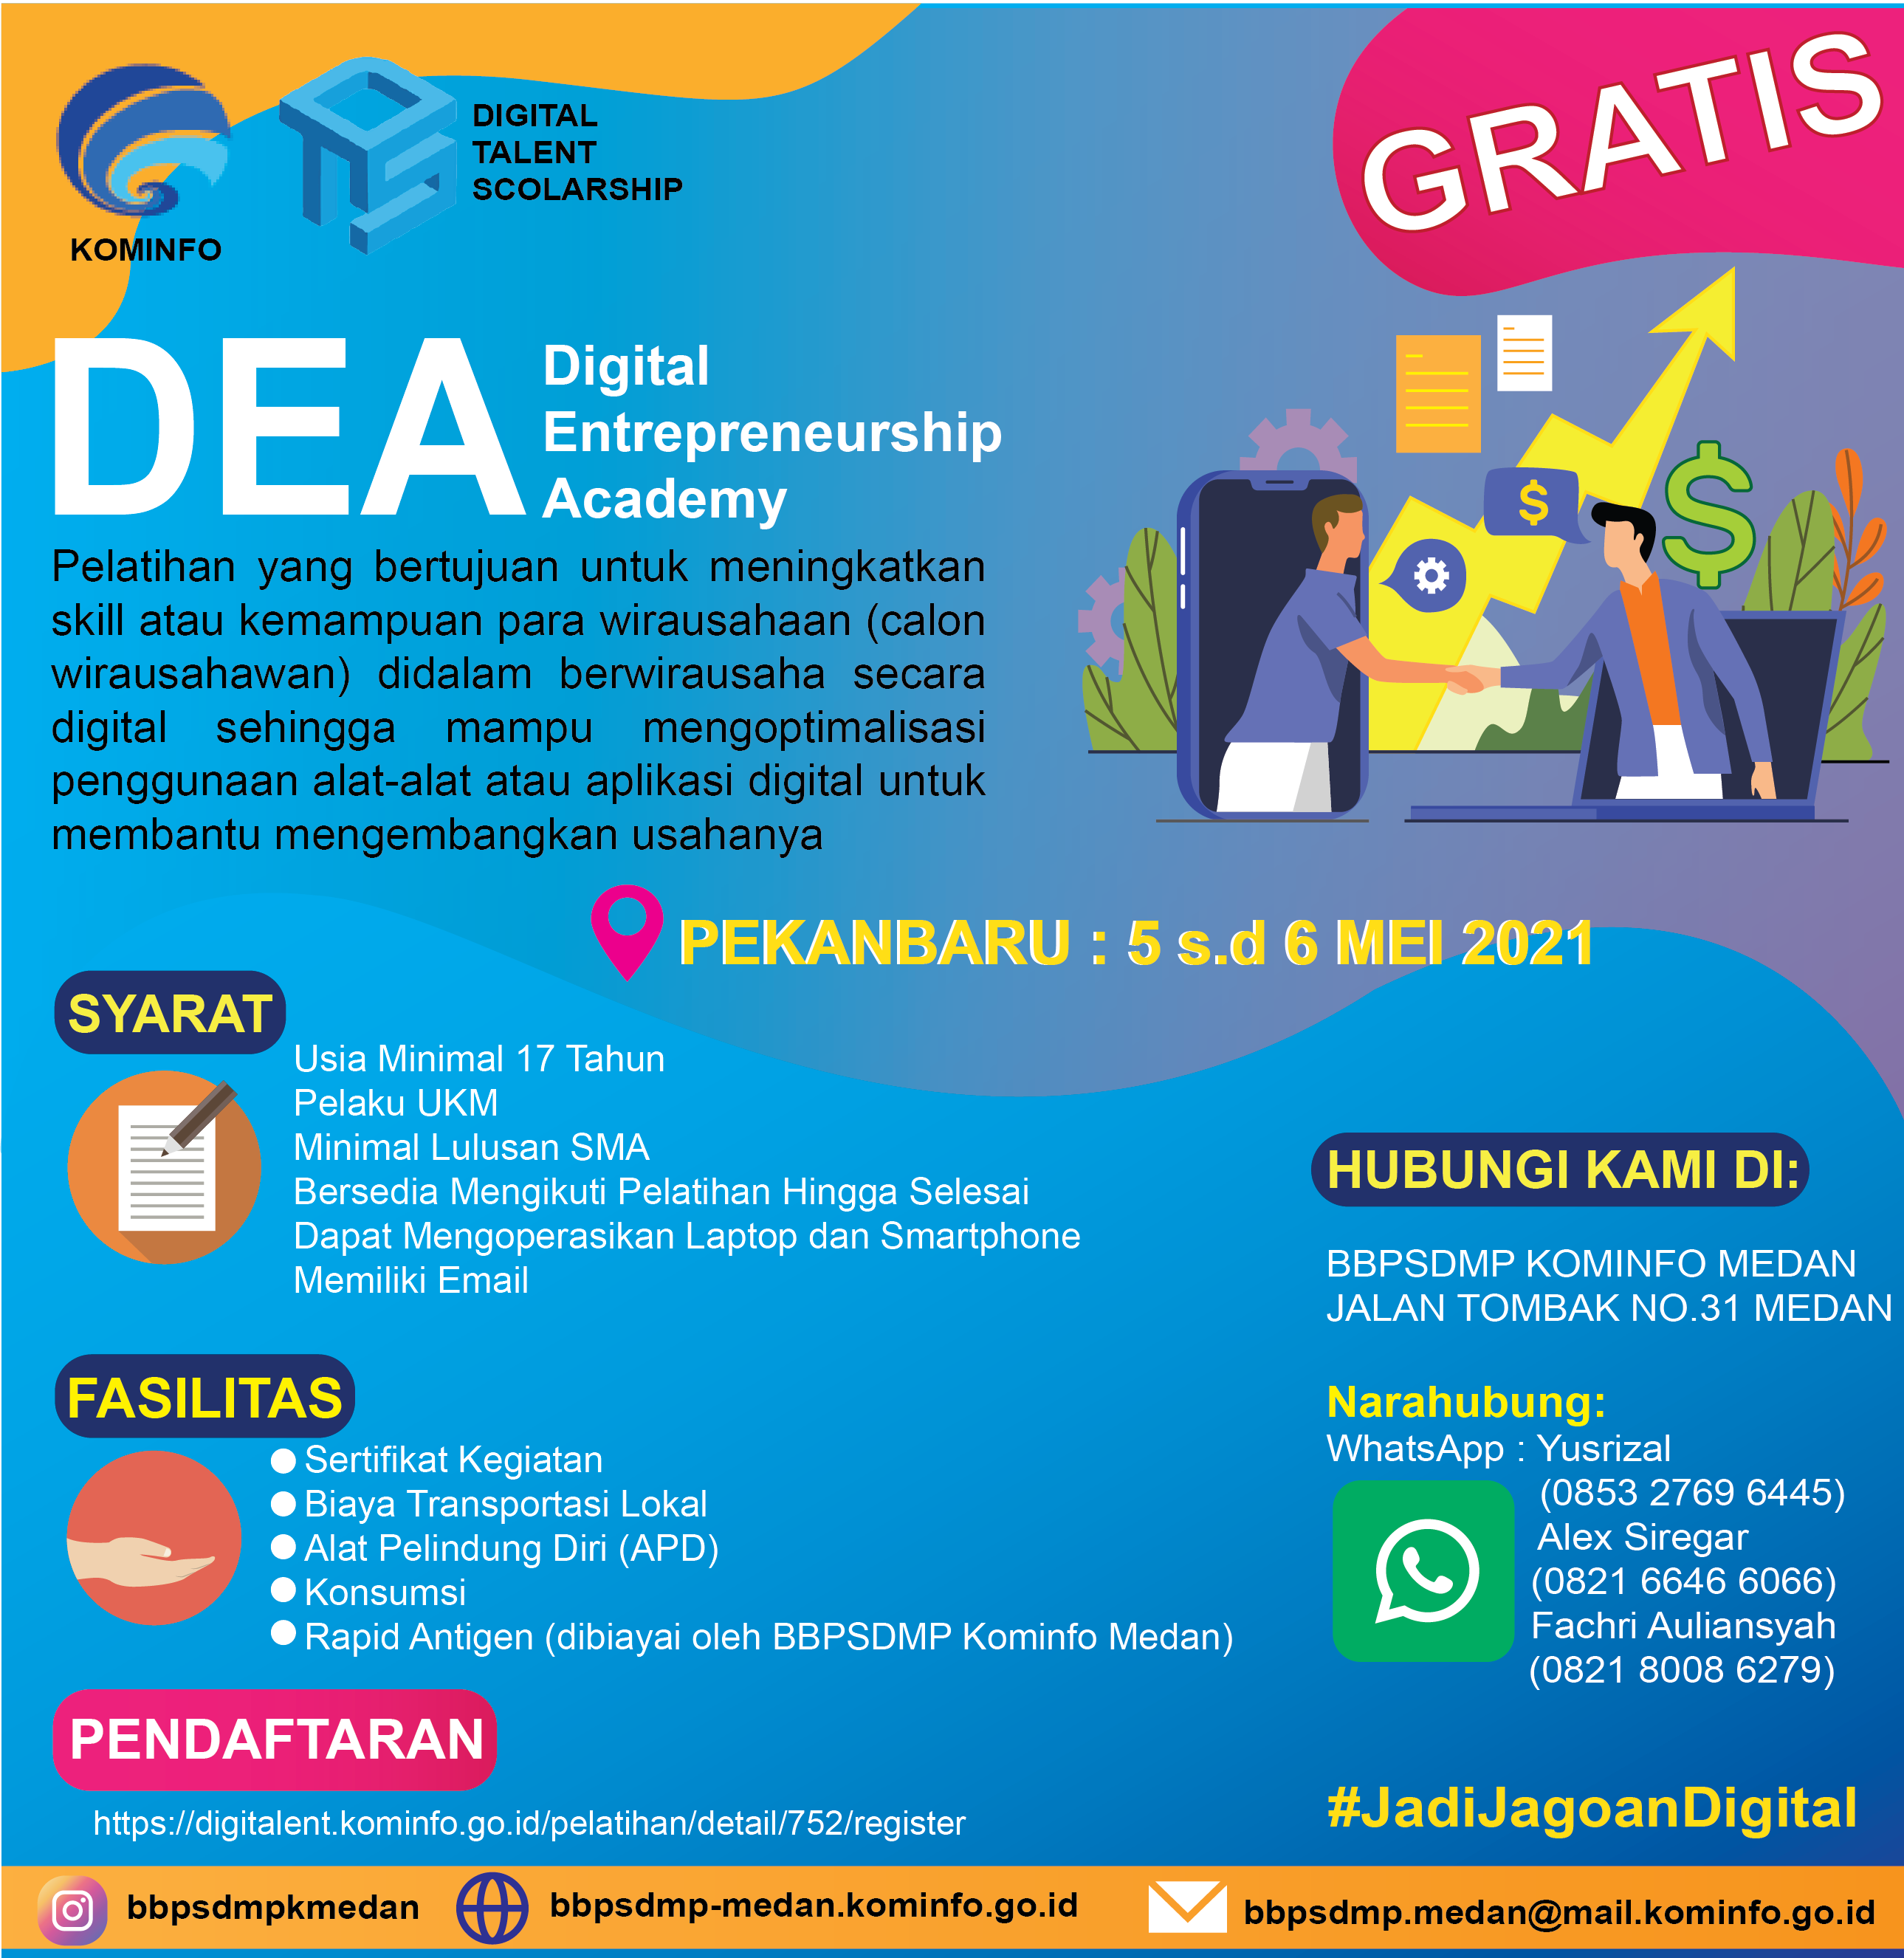 KOMINFO
DIGITAL
TALENT
SCOLARSHIP
GRATIS
DEA
Digital
Entrepreneurship
Academy
Pelatihan yang bertujuan untuk meningkatkan
skill atau kemampuan para wirausahaan (calon
wirausahawan) didalam berwirausaha secara
digital sehingga mampu mengoptimalisasi
penggunaan alat-alat atau aplikasi digital untuk
membantu mengembangkan usahanya
$
$
PEKANBARU : 5 s.d 6 MEI 2021
SYARAT
Usia Minimal 17 Tahun
Pelaku UKM
Minimal Lulusan SMA
Bersedia Mengikuti Pelatihan Hingga Selesai
Dapat Mengoperasikan Laptop dan Smartphone
Memiliki Email
FASILITAS
Sertifikat Kegiatan
Biaya Transportasi Lokal
Alat Pelindung Diri (APD)
Konsumsi
Rapid Antigen (dibiayai oleh BBPSDMP Kominfo Medan)
HUBUNGI KAMI DI:
BBPSDMP KOMINFO MEDAN
JALAN TOMBAK NO.31 MEDAN
Narahubung:
WhatsApp : Yusrizal
(0853 2769 6445)
Alex Siregar
(0821 6646 6066)
Fachri Auliansyah
(0821 8008 6279)
PENDAFTARAN
https://digitalent.kominfo.go.id/pelatihan/detail/752/register
#JadiJagoanDigital
bbpsdmpkmedan
bbpsdmp-medan.kominfo.go.id
bbpsdmp.medan@mail.kominfo.go.id